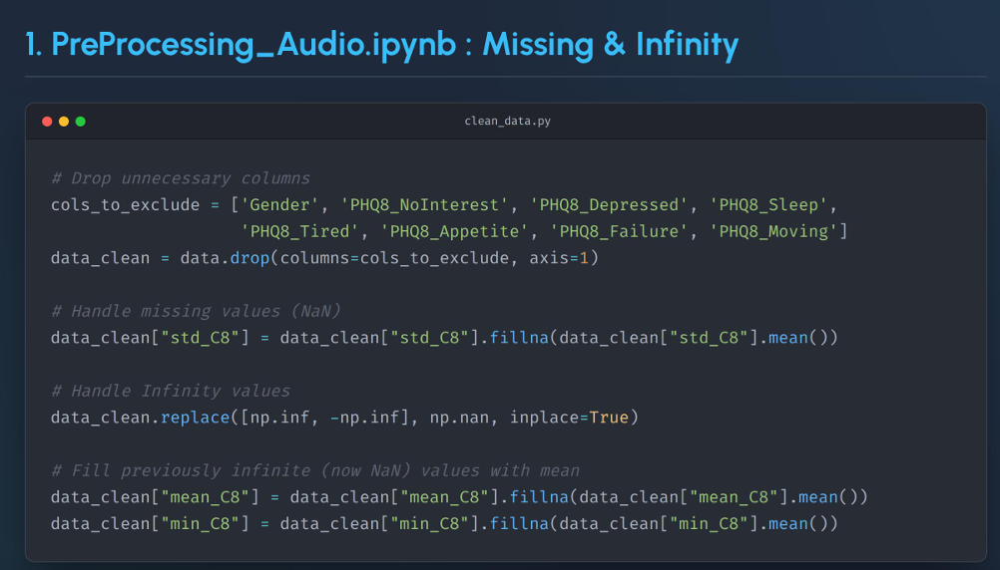 1. PreProcessing_Audio.ipynb : Missing & Infinity
clean_data.py
# Drop unnecessary columns
cols_to_exclude = ['Gender', 'PHQ8_NoInterest', 'PHQ8_Depressed', 'PHQ8_Sleep',
'PHQ8_Tired', 'PHQ8_Appetite', 'PHQ8_Failure', 'PHQ8_Moving']
data_clean = data.drop(columns=cols_to_exclude, axis=1)
# Handle missing values (NaN)
data_clean["std_C8"] = data_clean["std_C8"].fillna(data_clean["std_C8"].mean())
# Handle Infinity values
data_clean.replace([np.inf, -np.inf], np.nan, inplace=True)
# Fill previously infinite (now NaN) values with mean
data_clean["mean_C8"] = data_clean["mean_C8"].fillna(data_clean["mean_C8"].mean())
data_clean["min_C8"] = data_clean["min_C8"].fillna(data_clean["min_C8"].mean())